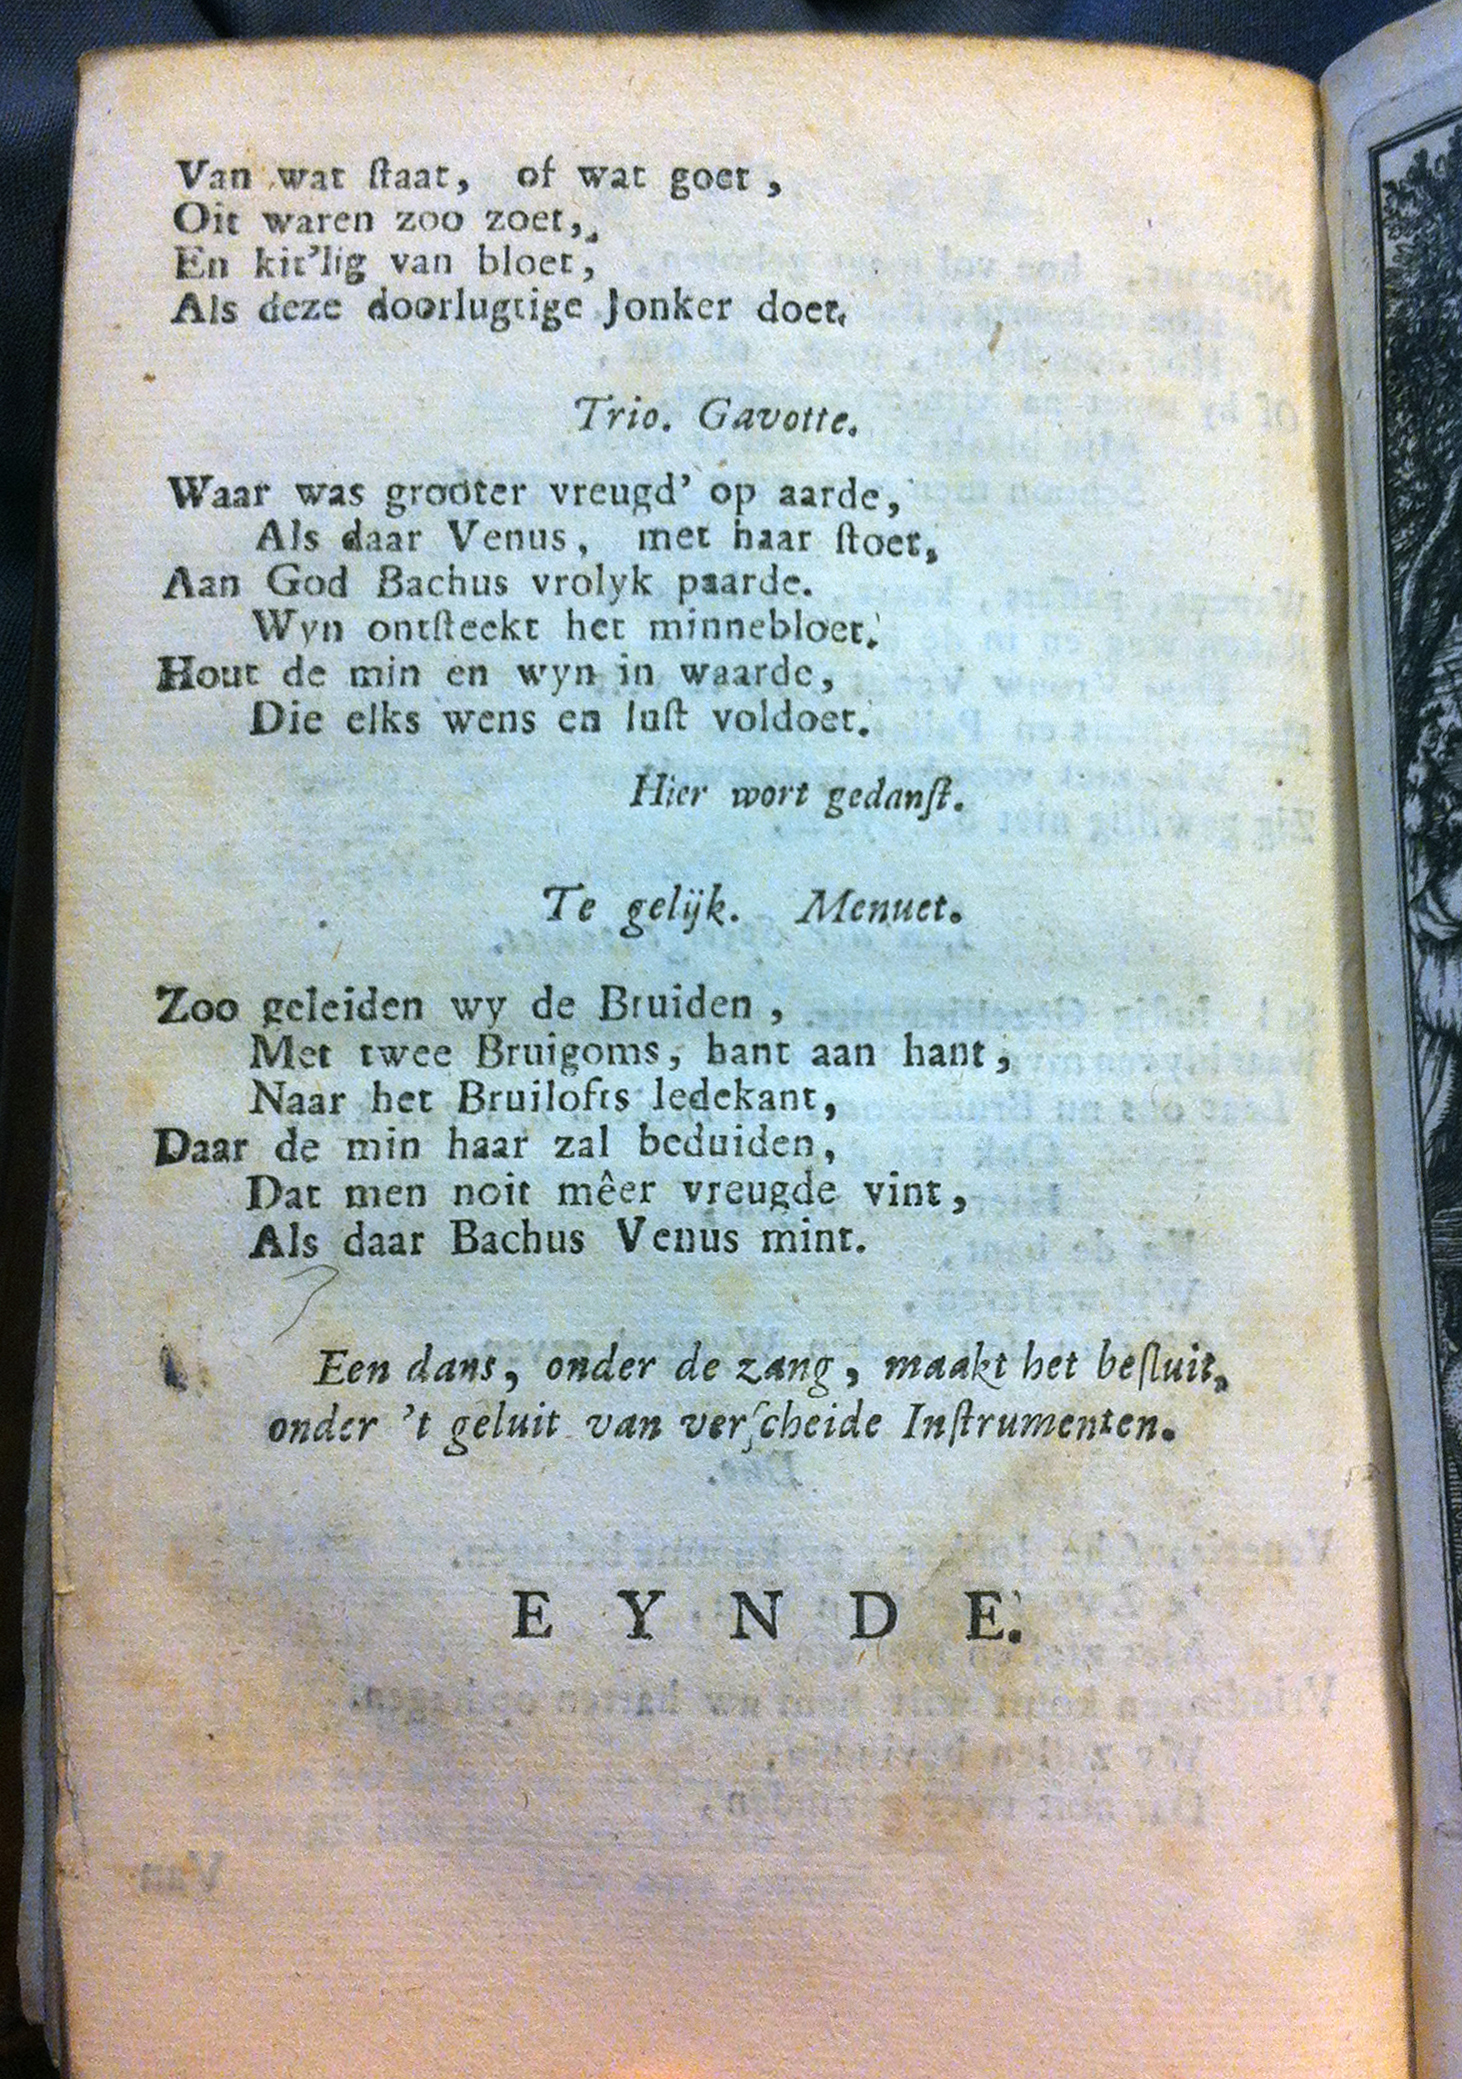 Van wat ſtaat, of wat goet,
Oit waren zoo zoet,
En kit'lig van bloet,
Als deze doorlugtige Jonker doet.
Trio. Gavotte.
Waar was grooter vreugd' op aarde,
Als daar Venus, met haar ſtoet,
Aan God Bachus vrolyk paarde.
Wyn ontſteekt het minnebloet.
Hout de min en wyn in waarde,
Die elks wens en luſt voldoet.
Hier wort gedanſt.
Te gelijk. Menuet.
Zoo geleiden wy de Bruiden,
Met twee Bruigoms, hant aan hant,
Naar het Bruilofts ledekant,
Daar de min haar zal beduiden,
Dat men noit mêer vreugde vint,
Als daar Bachus Venus mint.
Een dans, onder de zang, maakt het beſluit,
onder 't geluit van verſcheide Inſtrumenten.
EYNDE.